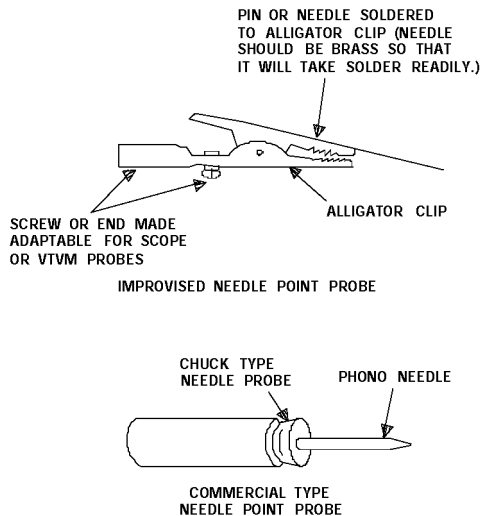 PIN OR NEEDLE SOLDERED
TO ALLIGATOR CLIP (NEEDLE
SHOULD BE BRASS SO THAT
IT WILL TAKE SOLDER READILY.)
SCREW OR END MADE
ADAPTABLE FOR SCOPE
OR VTVM PROBES
ALLIGATOR CLIP
IMPROVISED NEEDLE POINT PROBE
CHUCK TYPE
NEEDLE PROBE
PHONO NEEDLE
COMMERCIAL TYPE
NEEDLE POINT PROBE